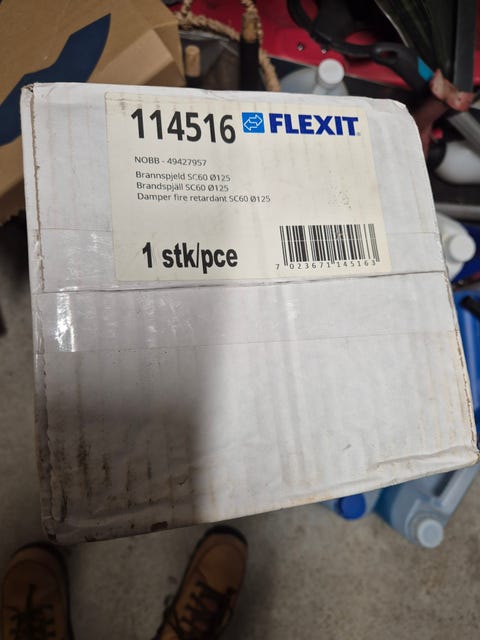 114516 FLEXIT
NOBB - 49427957
Brannspjeld SC60 Ø125
Brandspjäll SC60 Ø125
Damper fire retardant SC60 Ø125
1 stk/pce
7 023671 145163